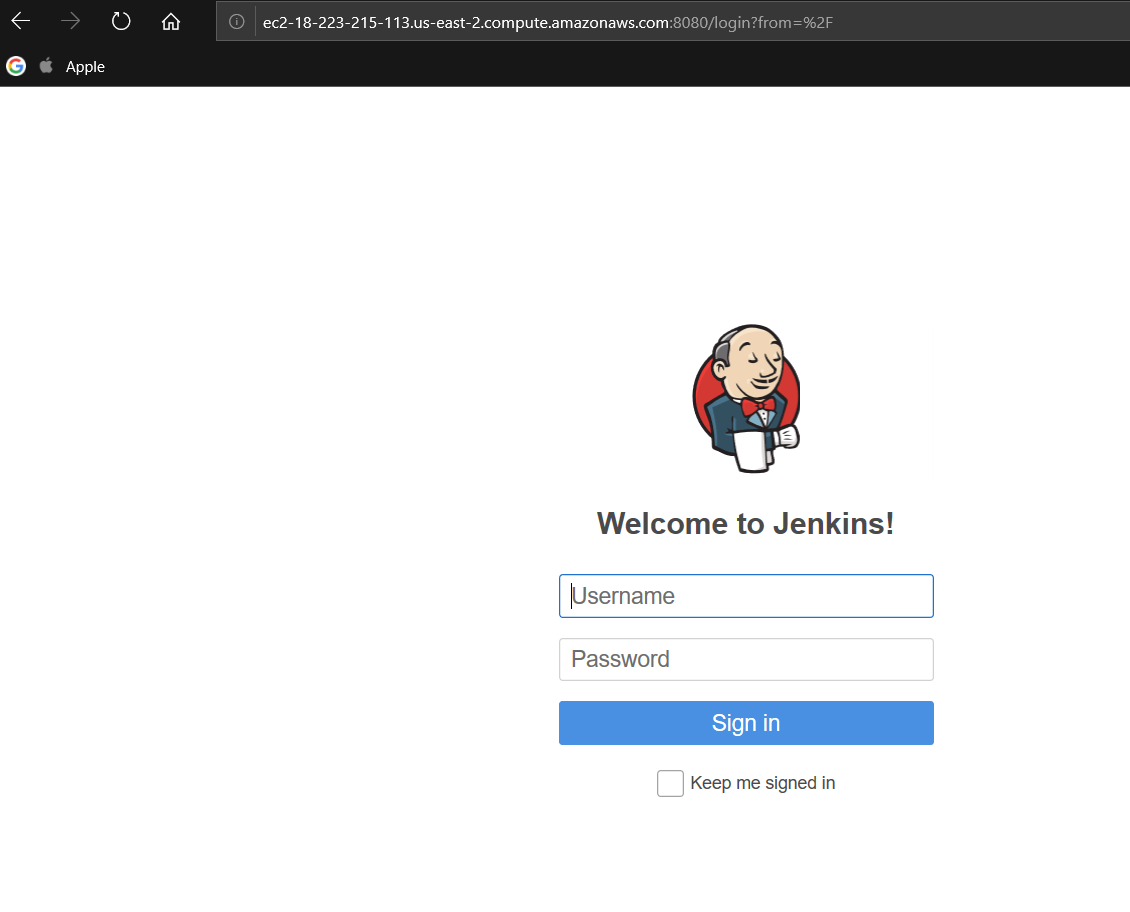 ec2-18-223-215-113.us-east-2.compute.amazonaws.com:8080/login?from=%2F
Apple
Welcome to Jenkins!
Username
Password
Sign in
Keep me signed in